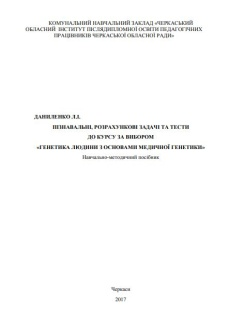 КОМУНАЛЬНИЙ НАВЧАЛЬНИЙ ЗАКЛАД «ЧЕРКАСЬКИЙ
ОБЛАСНИЙ ІНСТИТУТ ПІСЛЯДИПЛОМНОЇ ОСВІТИ ПЕДАГОГІЧНИХ
ПРАЦІВНИКІВ ЧЕРКАСЬКОЇ ОБЛАСНОЇ РАДИ»
ДАНИЛЕНКО Л.І.
ПІЗНАВАЛЬНІ, РОЗРАХУНКОВІ ЗАДАЧІ ТА ТЕСТИ
ДО КУРСУ ЗА ВИБОРОМ
«ГЕНЕТИКА ЛЮДИНИ З ОСНОВАМИ МЕДИЧНОЇ ГЕНЕТИКИ»
Навчально-методичний посібник
Черкаси
2017